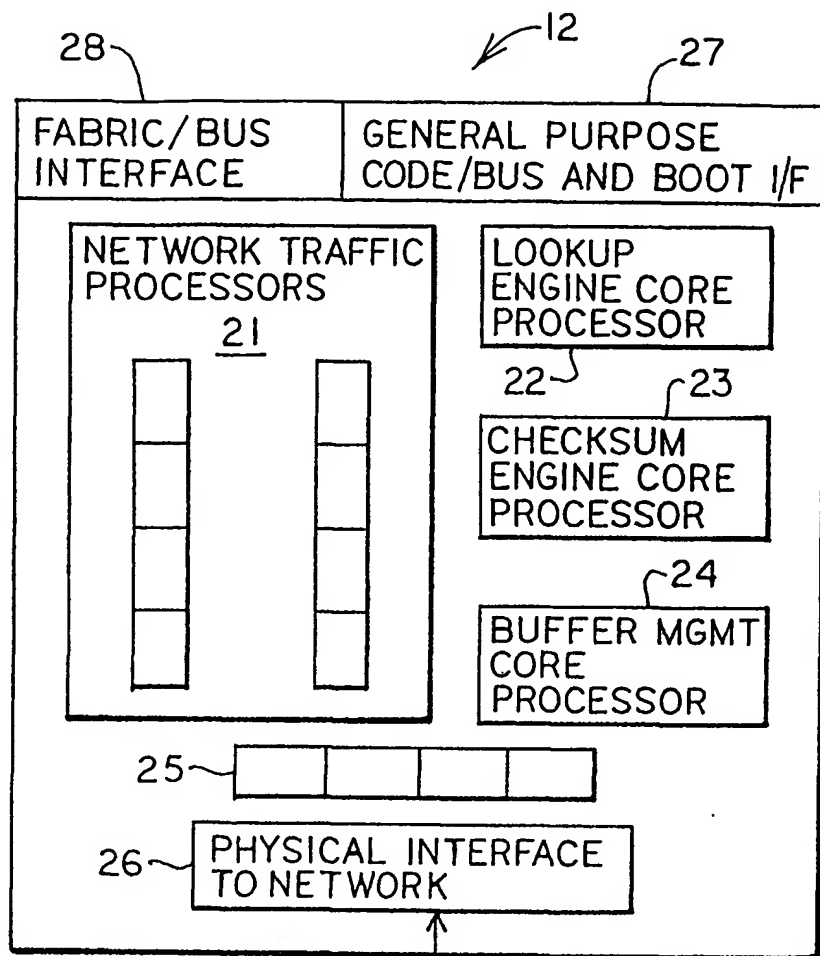 12
28
27
FABRIC/BUS
INTERFACE
GENERAL PURPOSE
CODE/BUS AND BOOT I/F
NETWORK TRAFFIC
PROCESSORS
21
LOOKUP
ENGINE CORE
PROCESSOR
22
23
CHECKSUM
ENGINE CORE
PROCESSOR
24
BUFFER MGMT
CORE
PROCESSOR
25
26
PHYSICAL INTERFACE
TO NETWORK